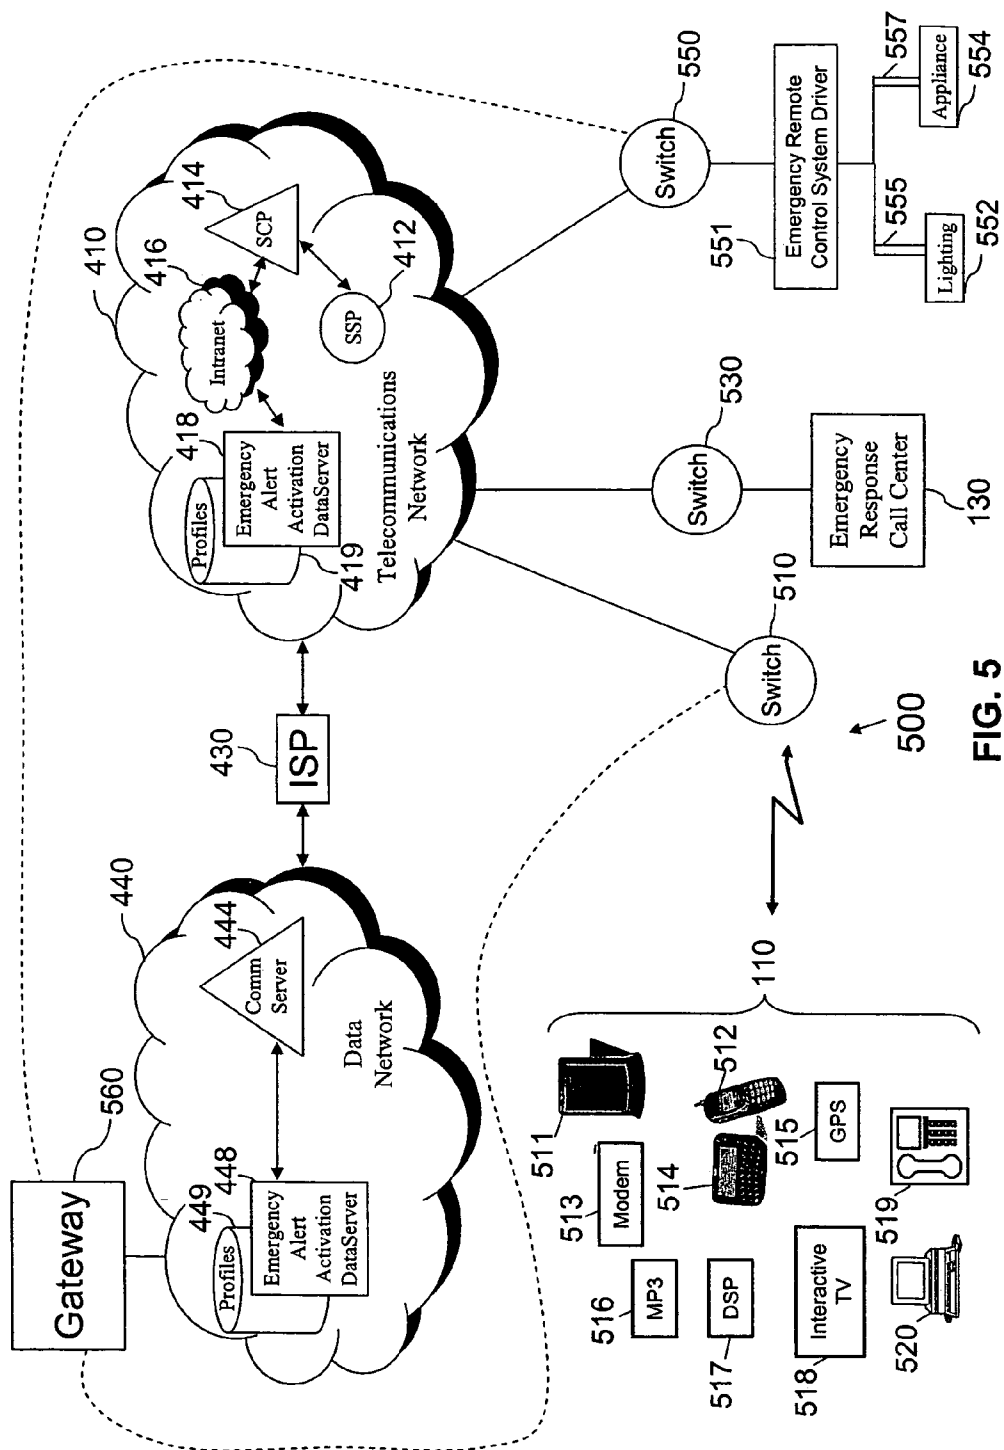 Gateway
560
440
449
448
Profiles
Emergency
Alert
Activation
DataServer
444
Comm
Server
Data
Network
430
ISP
410
416
414
Intranet
SCP
412
SSP
418
419
Profiles
Emergency
Alert
Activation
DataServer
Telecommunications
Network
511
513
Modem
516
MP3
514
512
515
GPS
517
DSP
518
Interactive
TV
519
520
110
510
Switch
530
Switch
Emergency
Response
Call Center
130
550
Switch
551
Emergency Remote
Control System Driver
555
557
Lighting
552
Appliance
554
500
FIG. 5